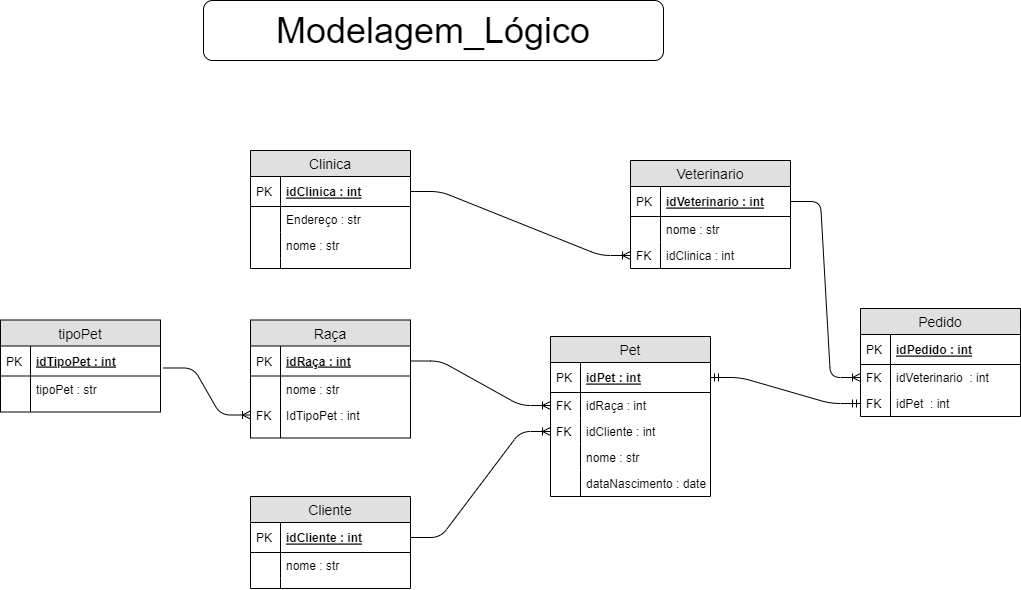 Modelagem_Lógico
Clinica
PK idClinica : int
Endereço : str
nome : str
Veterinario
PK idVeterinario : int
nome : str
FK idClinica : int
tipoPet
PK idTipoPet : int
tipoPet : str
Raça
PK idRaça : int
nome : str
FK IdTipoPet : int
Pet
PK idPet : int
FK idRaça : int
FK idCliente : int
nome : str
dataNascimento : date
Pedido
PK idPedido : int
FK idVeterinario : int
FK idPet : int
Cliente
PK idCliente : int
nome : str